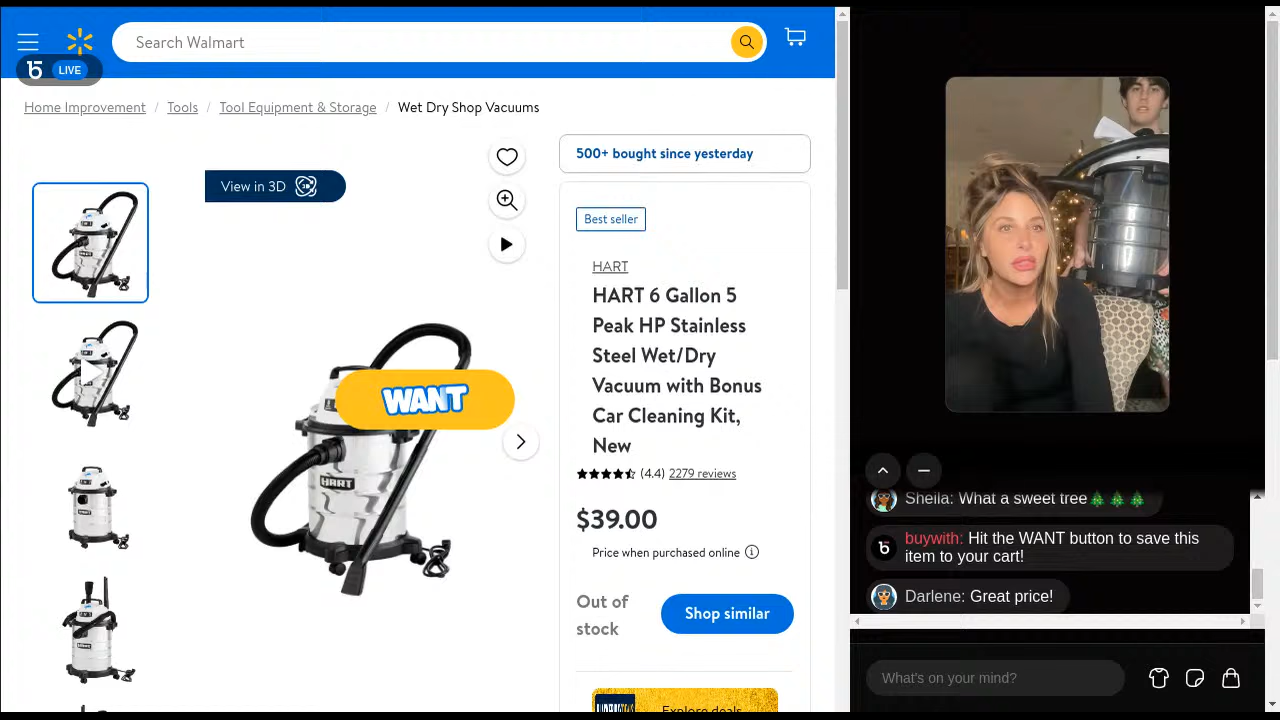 Search Walmart
LIVE
Home Improvement / Tools / Tool Equipment & Storage / Wet Dry Shop Vacuums
View in 3D
500+ bought since yesterday
Best seller
HART
HART 6 Gallon 5
Peak HP Stainless
Steel Wet/Dry
Vacuum with Bonus
Car Cleaning Kit,
New
(4.4) 2279 reviews
$39.00
Price when purchased online
Out of
stock
Shop similar
WANT
HART
Explore deals
Sheila: What a sweet tree🎄🎄🎄
buywith: Hit the WANT button to save this
item to your cart!
Darlene: Great price!
What's on your mind?